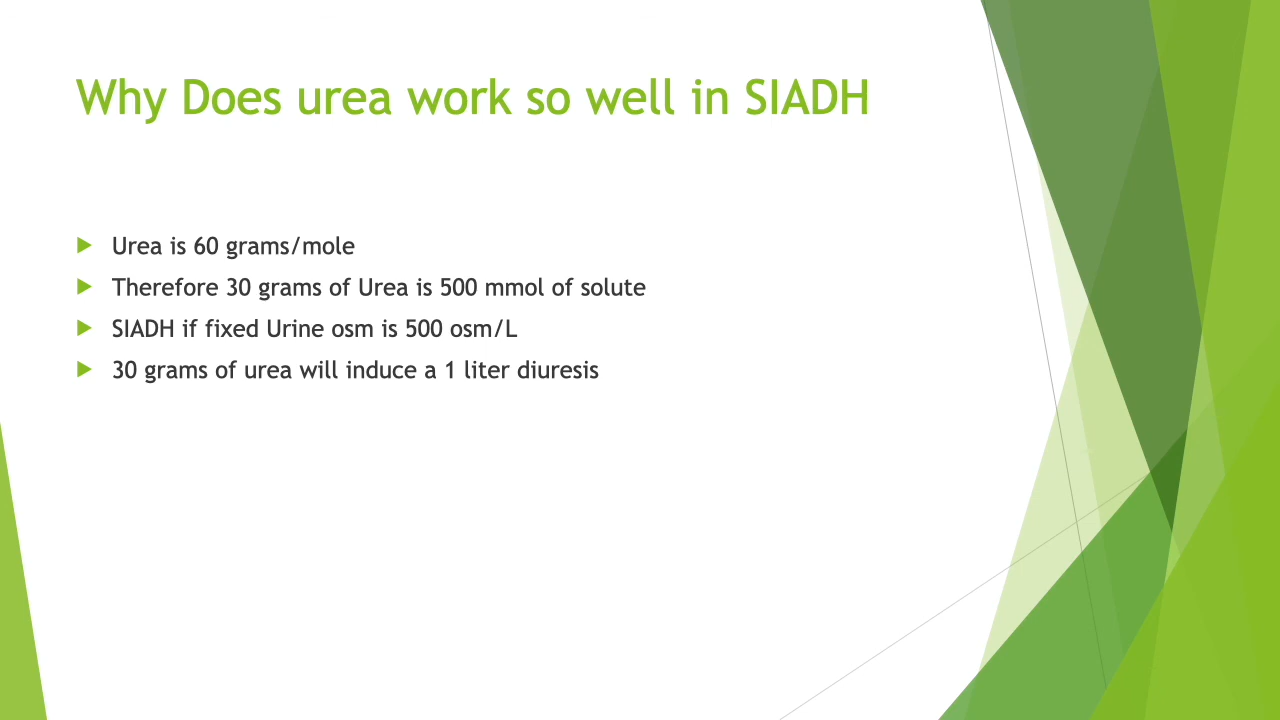 Why Does urea work so well in SIADH
Urea is 60 grams/mole
Therefore 30 grams of Urea is 500 mmol of solute
SIADH if fixed Urine osm is 500 osm/L
30 grams of urea will induce a 1 liter diuresis